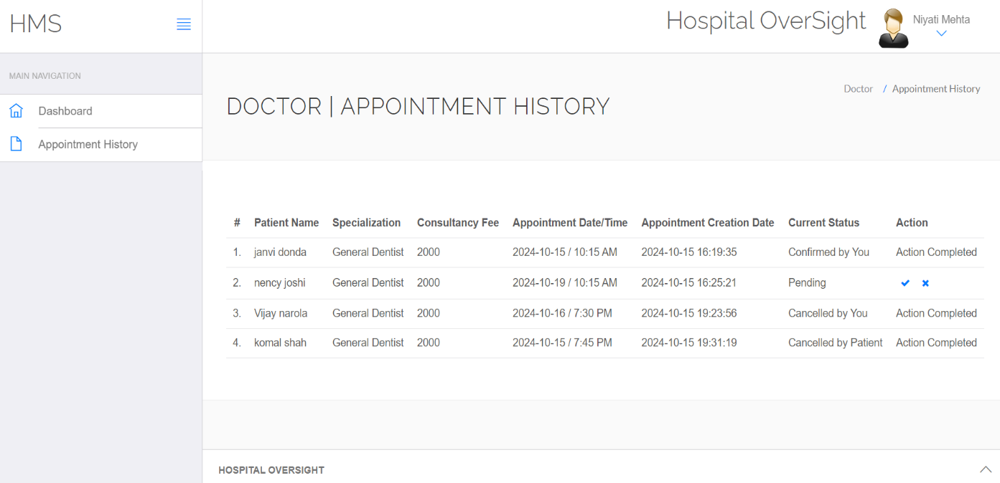 HMS
Hospital OverSight
Niyati Mehta
MAIN NAVIGATION
Dashboard
Appointment History
DOCTOR | APPOINTMENT HISTORY
Doctor / Appointment History
# Patient Name Specialization Consultancy Fee Appointment Date/Time Appointment Creation Date Current Status Action
1. janvi donda General Dentist 2000 2024-10-15 / 10:15 AM 2024-10-15 16:19:35 Confirmed by You Action Completed
2. nency joshi General Dentist 2000 2024-10-19 / 10:15 AM 2024-10-15 16:25:21 Pending
3. Vijay narola General Dentist 2000 2024-10-16 / 7:30 PM 2024-10-15 19:23:56 Cancelled by You Action Completed
4. komal shah General Dentist 2000 2024-10-15 / 7:45 PM 2024-10-15 19:31:19 Cancelled by Patient Action Completed
HOSPITAL OVERSIGHT